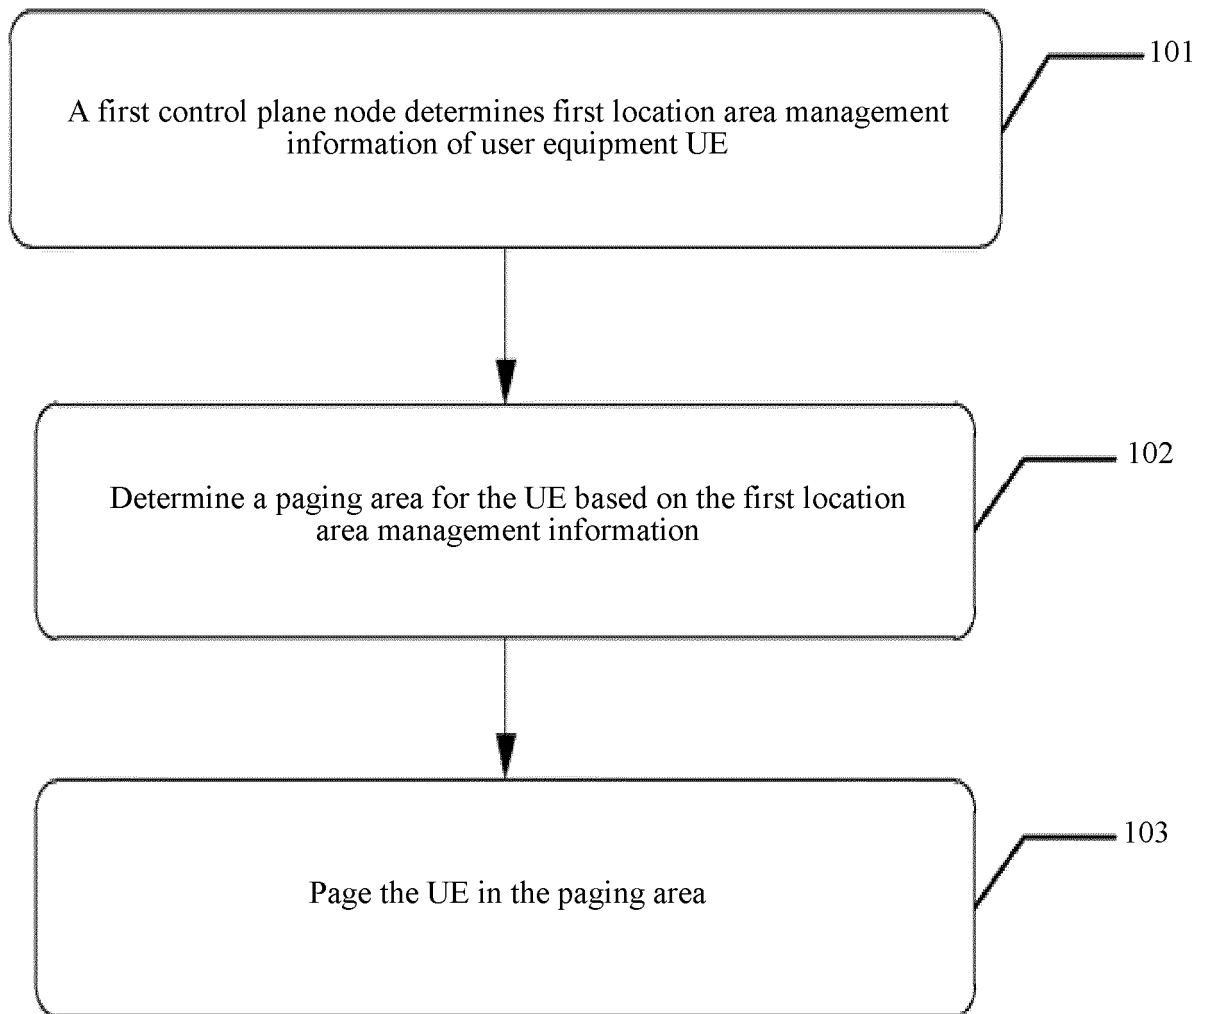 A first control plane node determines first location area management
information of user equipment UE
101
Determine a paging area for the UE based on the first location
area management information
102
Page the UE in the paging area
103